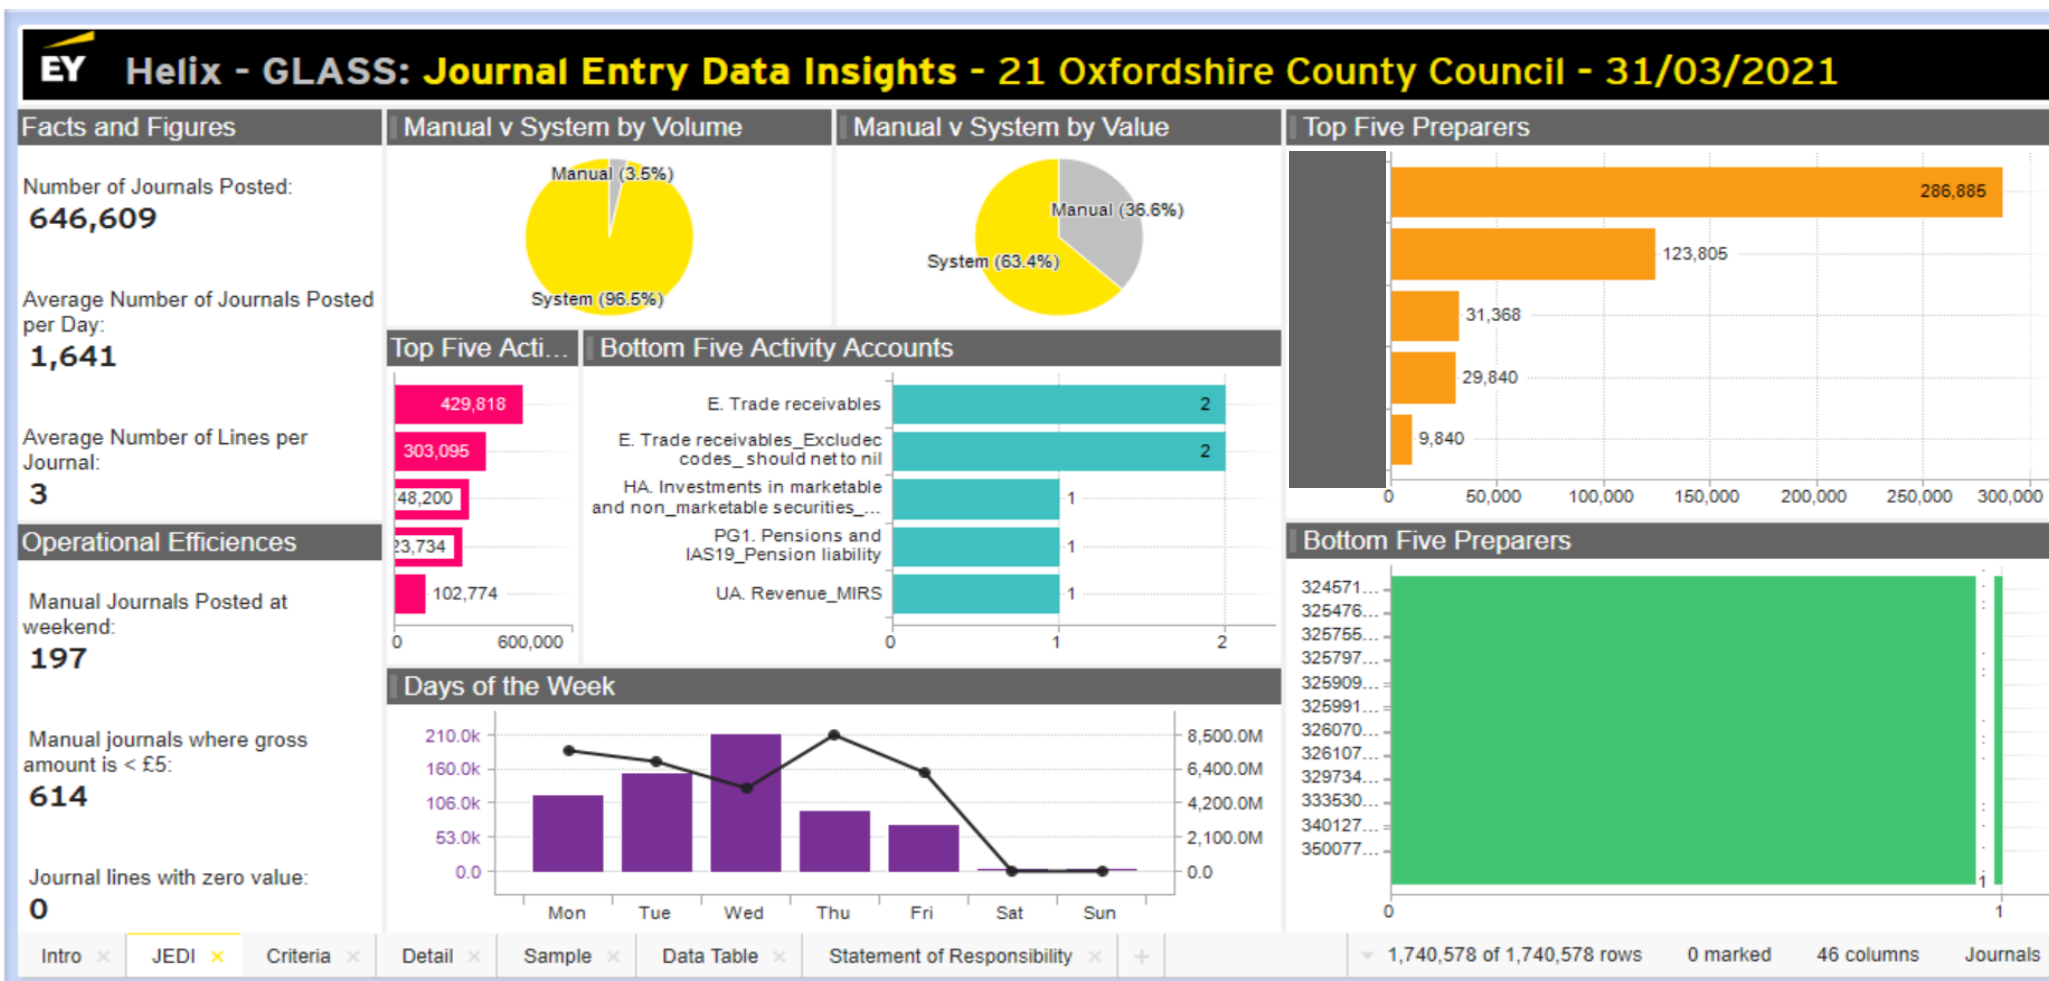 EY
Helix - GLASS: Journal Entry Data Insights - 21 Oxfordshire County Council - 31/03/2021
Facts and Figures
Number of Journals Posted:
646,609
Average Number of Journals Posted
per Day:
1,641
Average Number of Lines per
Journal:
3
Operational Efficiences
Manual Journals Posted at
weekend:
197
Manual journals where gross
amount is < £5:
614
Journal lines with zero value:
0
Manual v System by Volume
Manual (3.5%)
System (96.5%)
Manual v System by Value
Manual (36.6%)
System (63.4%)
Top Five Acti...
429,818
303,095
48,200
23,734
102,774
0
600,000
Bottom Five Activity Accounts
E. Trade receivables
2
E. Trade receivables_Excludec
codes_should net to nil
2
HA. Investments in marketable
and non_marketable securities_...
1
PG1. Pensions and
IAS19_Pension liability
1
UA. Revenue_MIRS
1
0
1
2
Days of the Week
210.0k
160.0k
106.0k
53.0k
0.0
8,500.0M
6,400.0M
4,200.0M
2,100.0M
0.0
Mon
Tue
Wed
Thu
Fri
Sat
Sun
Top Five Preparers
286,885
123,805
31,368
29,840
9,840
0
50,000
100,000
150,000
200,000
250,000
300,000
Bottom Five Preparers
324571...
325476...
325755...
325797...
325909...
325991...
326070...
326107...
329734...
333530...
340127...
350077...
1
0
1
Intro
JEDI
Criteria
Detail
Sample
Data Table
Statement of Responsibility
1,740,578 of 1,740,578 rows
0 marked
46 columns
Journals